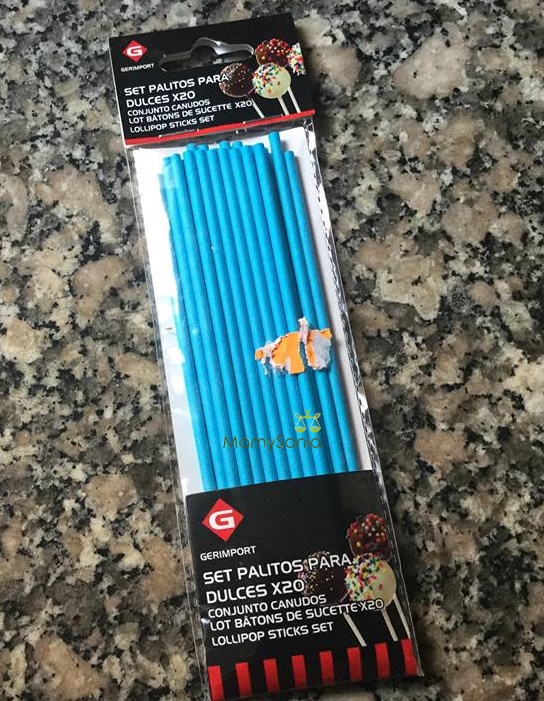 G
GERIMPORT
SET PALITOS PARA
DULCES X20
CONJUNTO CANUDOS
LOT BÂTONS DE SUCETTE X20
LOLLIPOP STICKS SET
MamySonia
G
GERIMPORT
SET PALITOS PARA
DULCES X20
CONJUNTO CANUDOS
LOT BÂTONS DE SUCETTE X20
LOLLIPOP STICKS SET